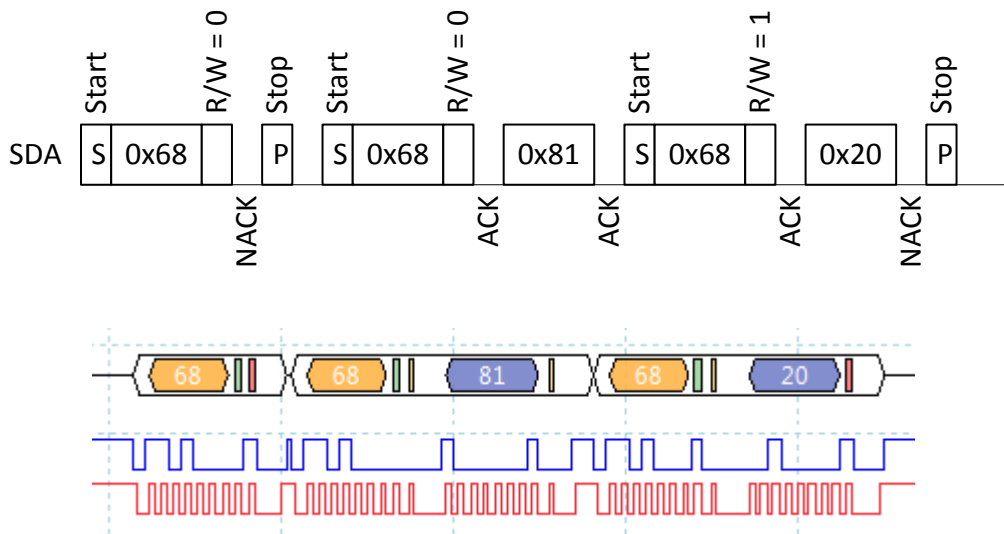 Start R/W = 0 Stop Start R/W = 0 Start R/W = 1 Stop
SDA S 0x68 P S 0x68 0x81 S 0x68 0x20 P
NACK ACK ACK ACK NACK
68 68 81 68 20